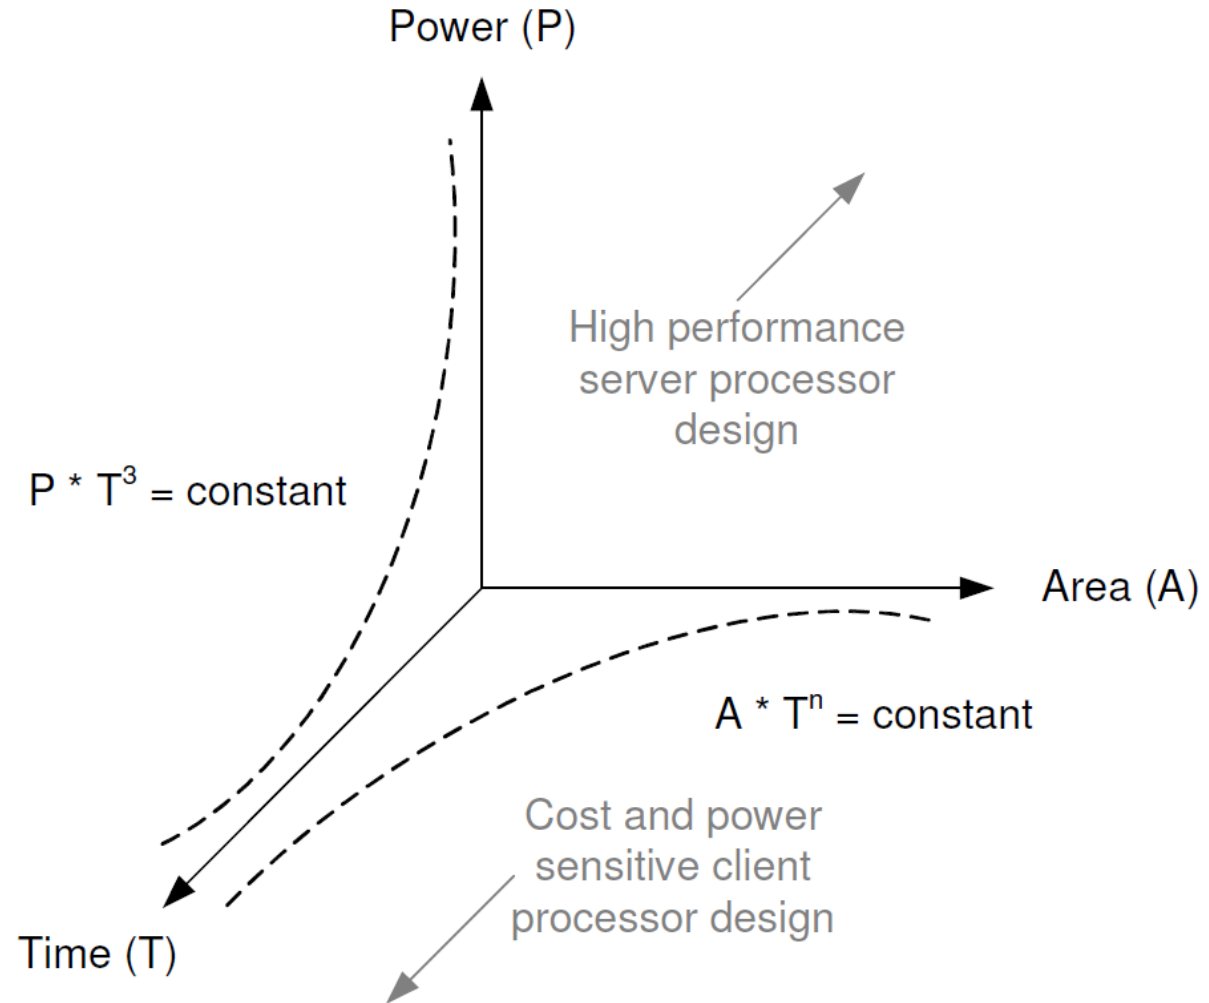 Power (P)
High performance
server processor
design
P * T³ = constant
Area (A)
A * Tⁿ = constant
Cost and power
sensitive client
processor design
Time (T)